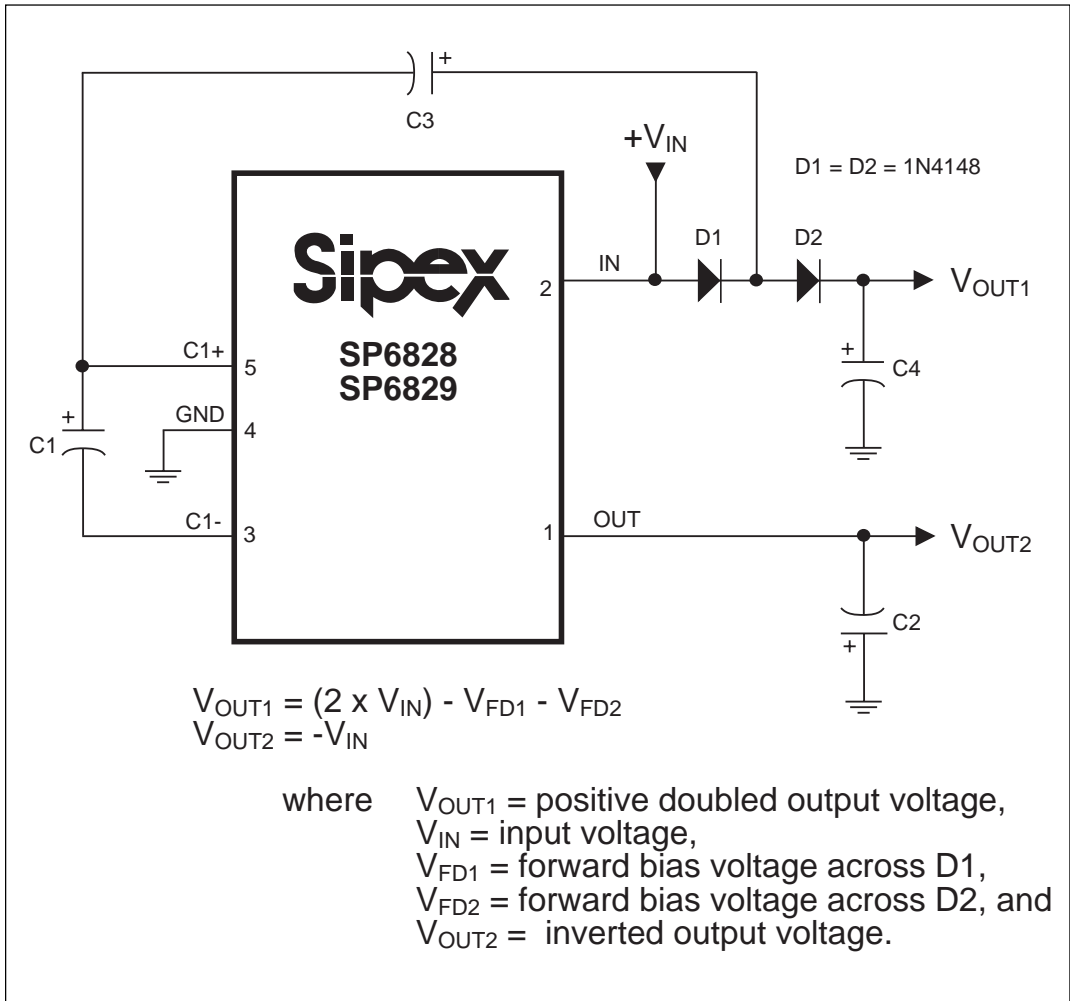 +
C3
+V_IN
D1 = D2 = 1N4148
D1
D2
Sipex
IN
2
V_OUT1
SP6828
SP6829
C1+
5
+
C4
GND
4
+
C1
C1-
3
OUT
1
V_OUT2
C2
+
V_OUT1 = (2 x V_IN) - V_FD1 - V_FD2
V_OUT2 = -V_IN
where V_OUT1 = positive doubled output voltage,
V_IN = input voltage,
V_FD1 = forward bias voltage across D1,
V_FD2 = forward bias voltage across D2, and
V_OUT2 = inverted output voltage.